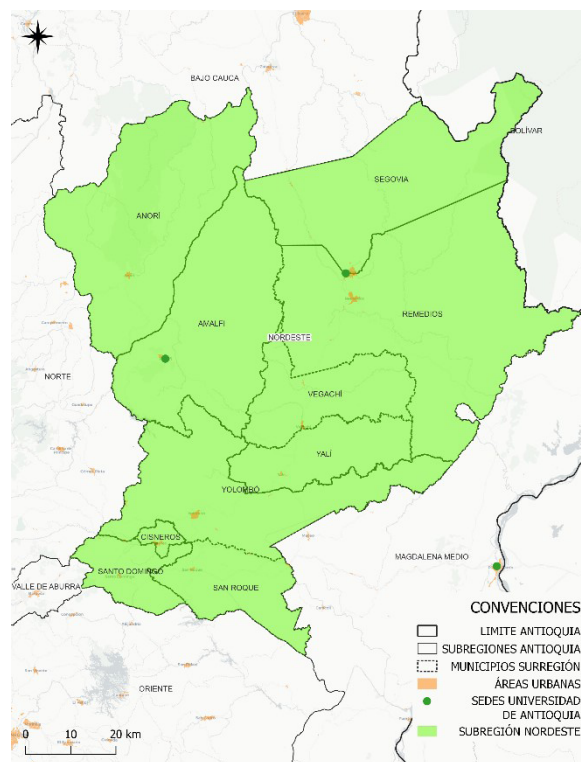 BAJO CAUCA
BOLÍVAR
SEGOVIA
ANORÍ
REMEDIOS
AMALFI
NORDESTE
NORTE
VEGACHÍ
YALÍ
YOLOMBÓ
CISNEROS
MAGDALENA MEDIO
SANTO DOMINGO
VALLE DE ABURRA
SAN ROQUE
ORIENTE
CONVENCIONES
LIMITE ANTIOQUIA
SUBREGIONES ANTIOQUIA
MUNICIPIOS SURREGIÓN
ÁREAS URBANAS
SEDES UNIVERSIDAD
DE ANTIOQUIA
SUBREGIÓN NORDESTE
0 10 20 km